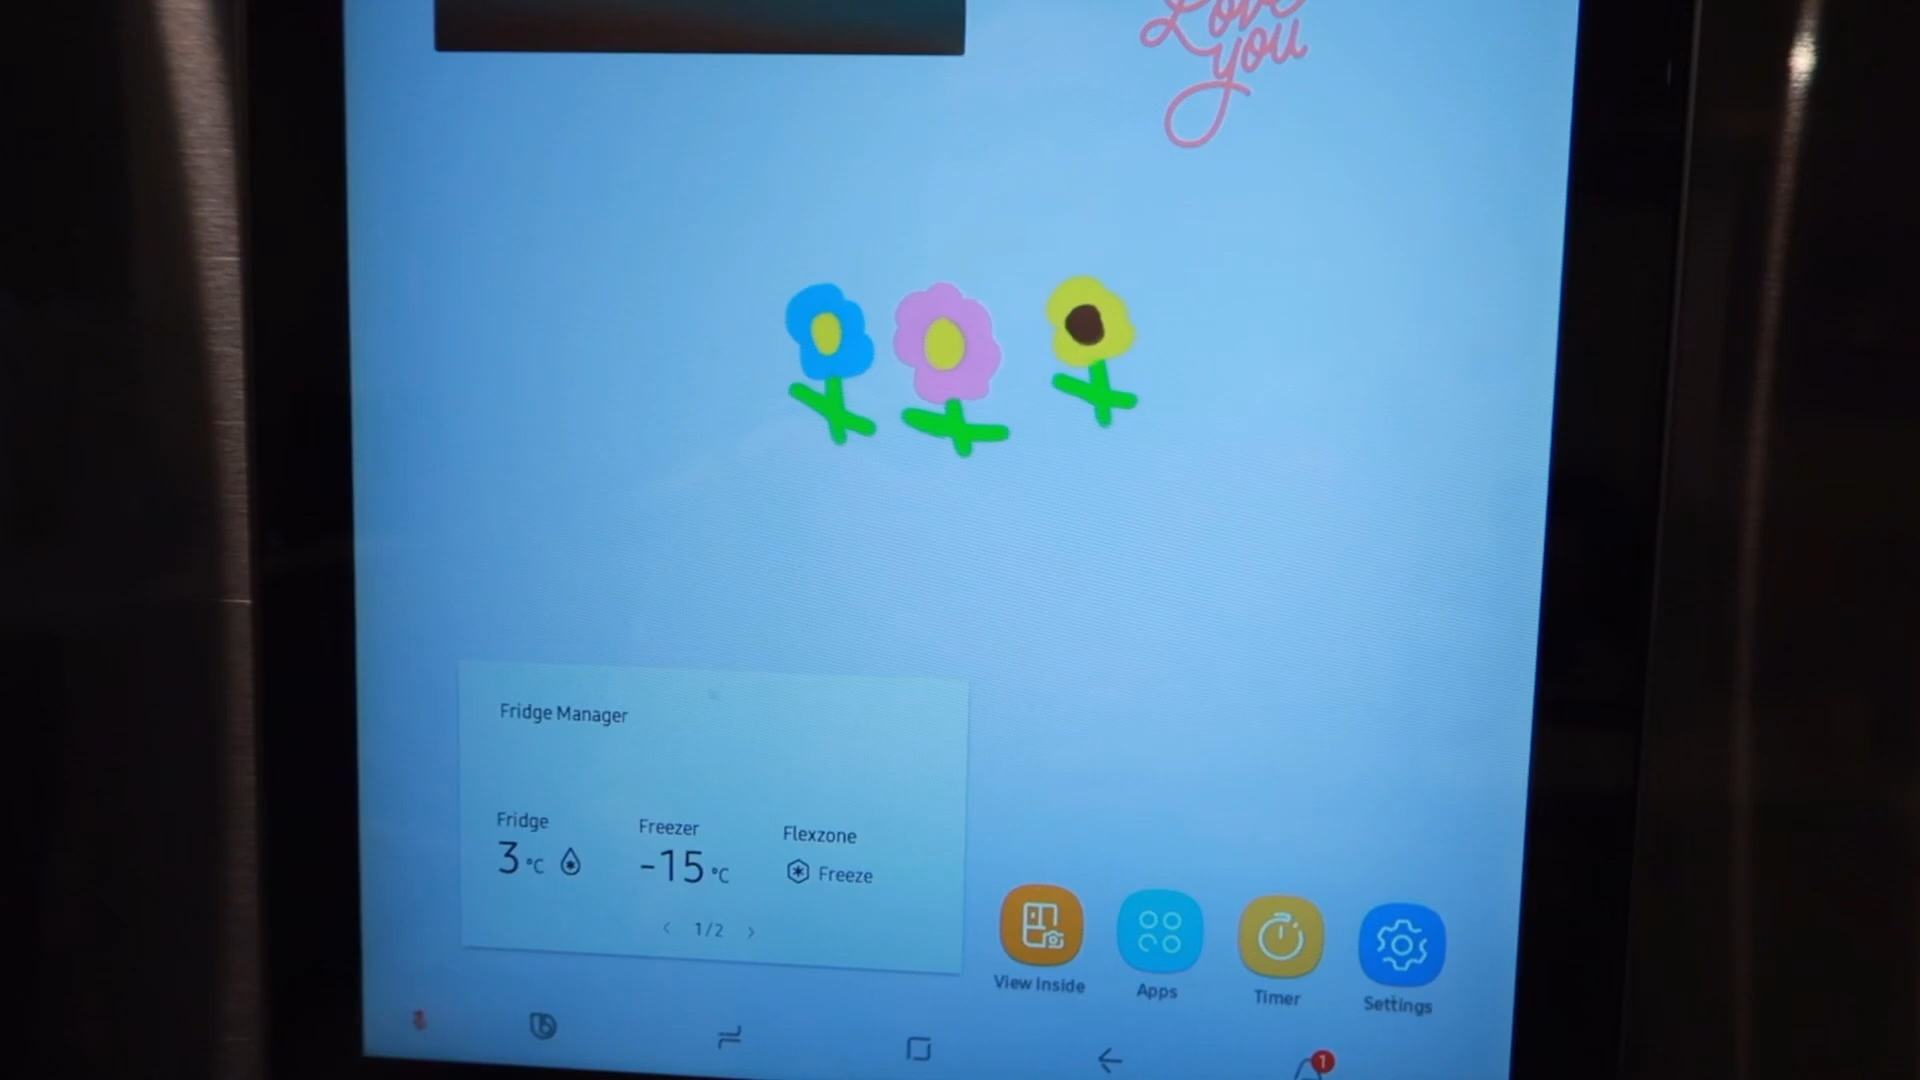 Love
you
Fridge Manager
Fridge Freezer Flexzone
3°C -15°C Freeze
< 1/2 >
View Inside Apps Timer Settings
1